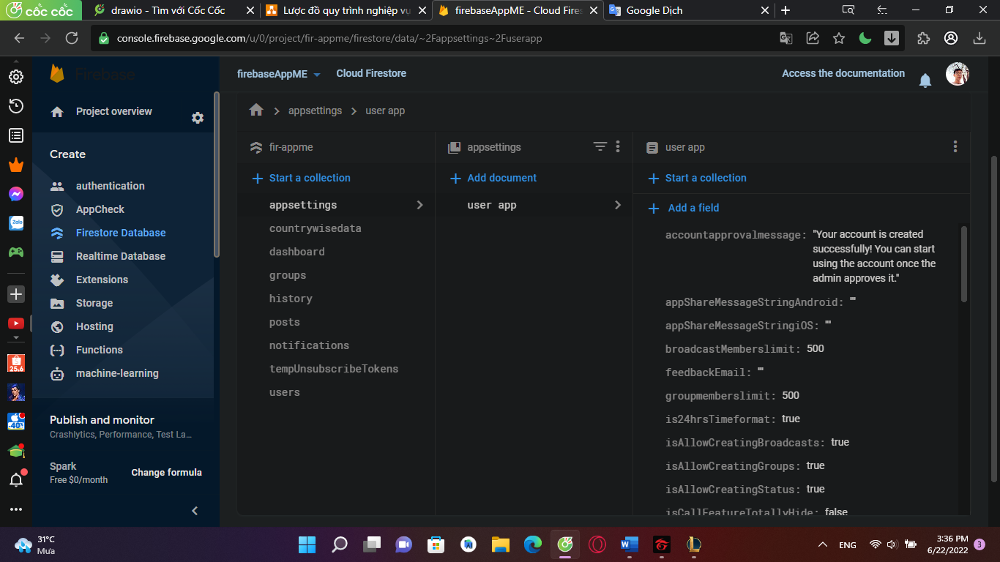 cốc cốc
drawio - Tìm với Cốc Cốc
Lược đồ quy trình nghiệp vụ
firebaseAppME - Cloud Fires
Google Dịch
console.firebase.google.com/u/0/project/fir-appme/firestore/data/~2Fappsettings~2Fuserapp
Firebase
firebaseAppME
Cloud Firestore
Access the documentation
Project overview
Create
authentication
AppCheck
Firestore Database
Realtime Database
Extensions
Storage
Hosting
Functions
machine-learning
Publish and monitor
Crashlytics, Performance, Test La...
Spark
Free $0/month
Change formula
Zalo
25.6
-40%
appsettings
user app
fir-appme
appsettings
user app
Start a collection
Add document
Start a collection
appsettings
user app
Add a field
countrywisedata
dashboard
groups
history
posts
notifications
tempUnsubscribeTokens
users
accountapprovalmessage: "Your account is created
successfully! You can start
using the account once the
admin approves it."
appShareMessageStringAndroid: ""
appShareMessageStringiOS: ""
broadcastMemberslimit: 500
feedbackEmail: ""
groupmemberslimit: 500
is24hrsTimeformat: true
isAllowCreatingBroadcasts: true
isAllowCreatingGroups: true
isAllowCreatingStatus: true
isCallFeatureTotallyHide: false
31°C
Mưa
ENG
3:36 PM
6/22/2022
3